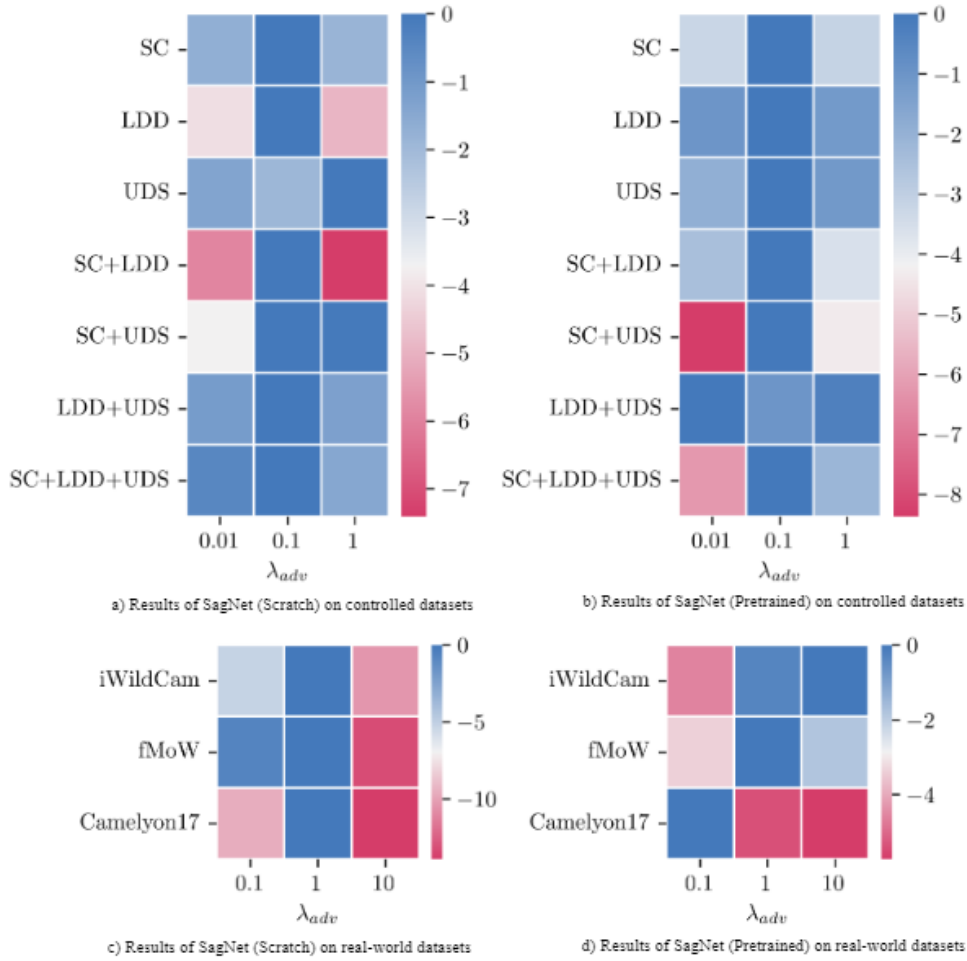 SC
LDD
UDS
SC+LDD
SC+UDS
LDD+UDS
SC+LDD+UDS
0.01 0.1 1
λadv
0
−1
−2
−3
−4
−5
−6
−7
a) Results of SagNet (Scratch) on controlled datasets
SC
LDD
UDS
SC+LDD
SC+UDS
LDD+UDS
SC+LDD+UDS
0.01 0.1 1
λadv
0
−1
−2
−3
−4
−5
−6
−7
−8
b) Results of SagNet (Pretrained) on controlled datasets
iWildCam
fMoW
Camelyon17
0.1 1 10
λadv
0
−5
−10
c) Results of SagNet (Scratch) on real-world datasets
iWildCam
fMoW
Camelyon17
0.1 1 10
λadv
0
−2
−4
d) Results of SagNet (Pretrained) on real-world datasets